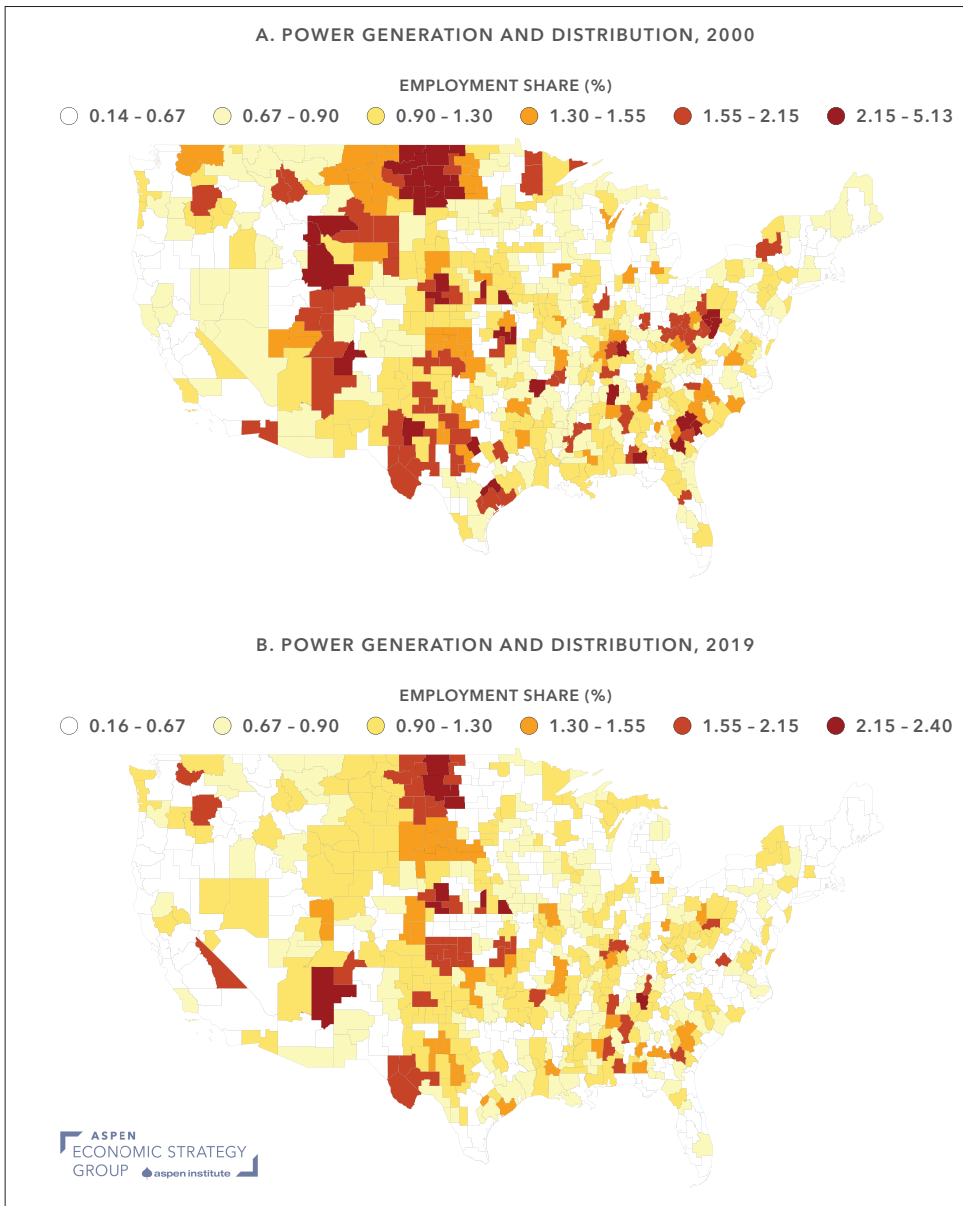 A. POWER GENERATION AND DISTRIBUTION, 2000
EMPLOYMENT SHARE (%)
0.14 - 0.67 0.67 - 0.90 0.90 - 1.30 1.30 - 1.55 1.55 - 2.15 2.15 - 5.13
B. POWER GENERATION AND DISTRIBUTION, 2019
EMPLOYMENT SHARE (%)
0.16 - 0.67 0.67 - 0.90 0.90 - 1.30 1.30 - 1.55 1.55 - 2.15 2.15 - 2.40
ASPEN
ECONOMIC STRATEGY
GROUP aspen institute